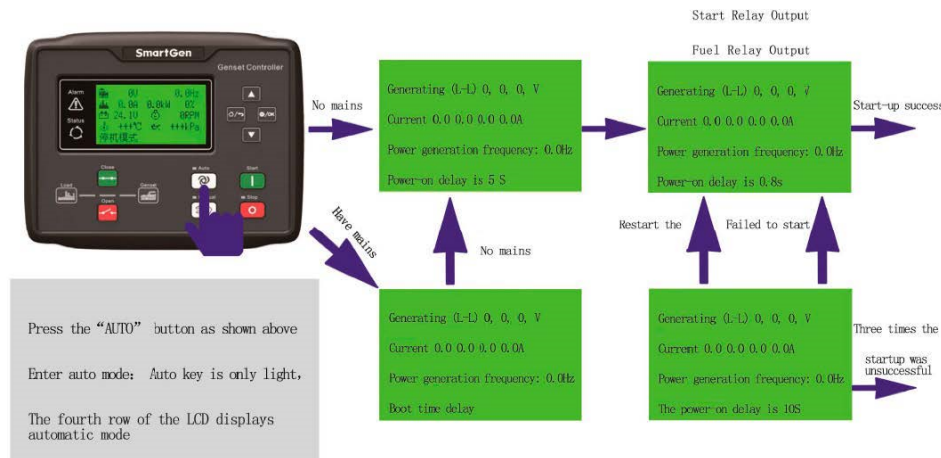 Start Relay Output
Fuel Relay Output
SmartGen
Genset Controller
Alarm
Status
0V 0.0Hz
0.0A 0.0kW 0%
24.1V 0RPM
+++℃ +++kPa
停机模式
Close
Auto
Start
Load
Genset
Open
Stop
No mains
Have mains
Generating (L-L) 0, 0, 0, V
Current 0.0 0.0 0.0 0.0A
Power generation frequency: 0.0Hz
Power-on delay is 5 S
Generating (L-L) 0, 0, 0, V
Current 0.0 0.0 0.0 0.0A
Power generation frequency: 0.0Hz
Power-on delay is 0.8s
Start-up success
No mains
Restart the
Failed to start
Press the “AUTO” button as shown above
Enter auto mode: Auto key is only light,
The fourth row of the LCD displays
automatic mode
Generating (L-L) 0, 0, 0, V
Current 0.0 0.0 0.0 0.0A
Power generation frequency: 0.0Hz
Boot time delay
Generating (L-L) 0, 0, 0, V
Current 0.0 0.0 0.0 0.0A
Power generation frequency: 0.0Hz
The power on delay is 10S
Three times the
startup was
unsuccessful